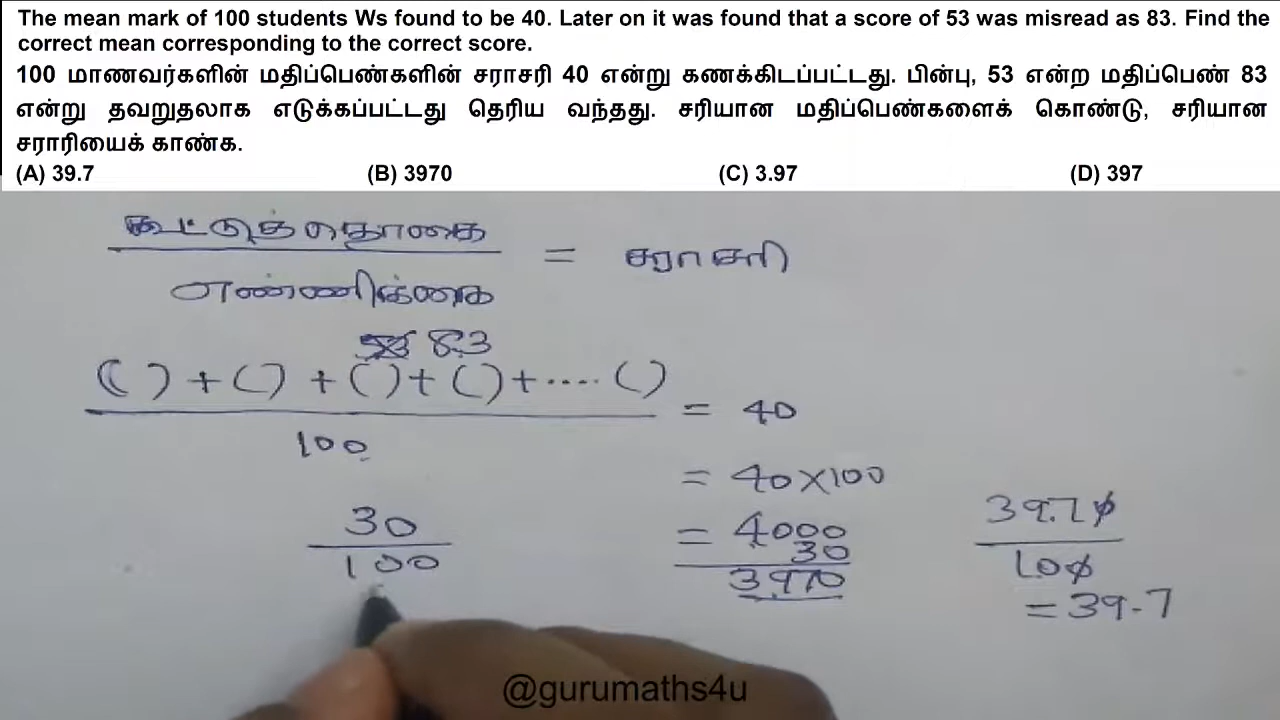 The mean mark of 100 students Ws found to be 40. Later on it was found that a score of 53 was misread as 83. Find the
correct mean corresponding to the correct score.
100 மாணவர்களின் மதிப்பெண்களின் சராசரி 40 என்று கணக்கிடப்பட்டது. பின்பு, 53 என்ற மதிப்பெண் 83
என்று தவறுதலாக எடுக்கப்பட்டது தெரிய வந்தது. சரியான மதிப்பெண்களைக் கொண்டு, சரியான
சராரியைக் காண்க.
(A) 39.7 (B) 3970 (C) 3.97 (D) 397
கூட்டுத்தொகை
எண்ணிக்கை
= சராசரி
83
( ) + ( ) + ( ) + ( ) + .... ( )
100
= 40
= 40×100
= 4000
30
3970
30
100
39.70
100
= 39.7
@gurumaths4u